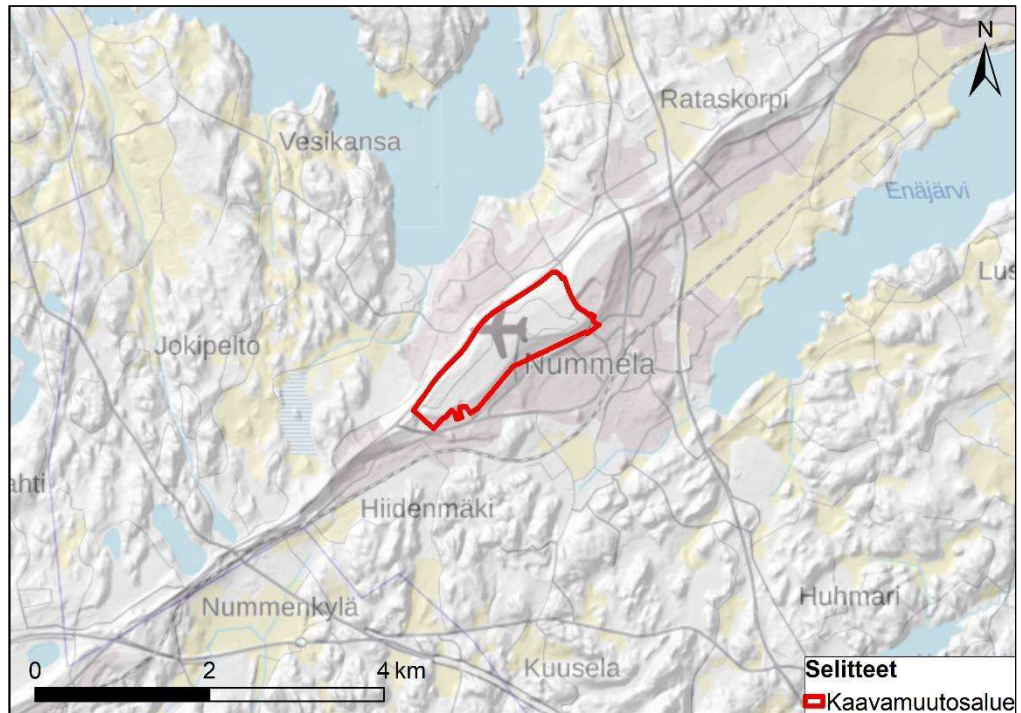 N
Rataskorpi
Vesikansa
Enäjärvi
Lus
Jokipelto
Nummela
ahti
Hiidenmäki
Nummenkylä
Huhmari
Kuusela
0 2 4 km
Selitteet
Kaavamuutosalue